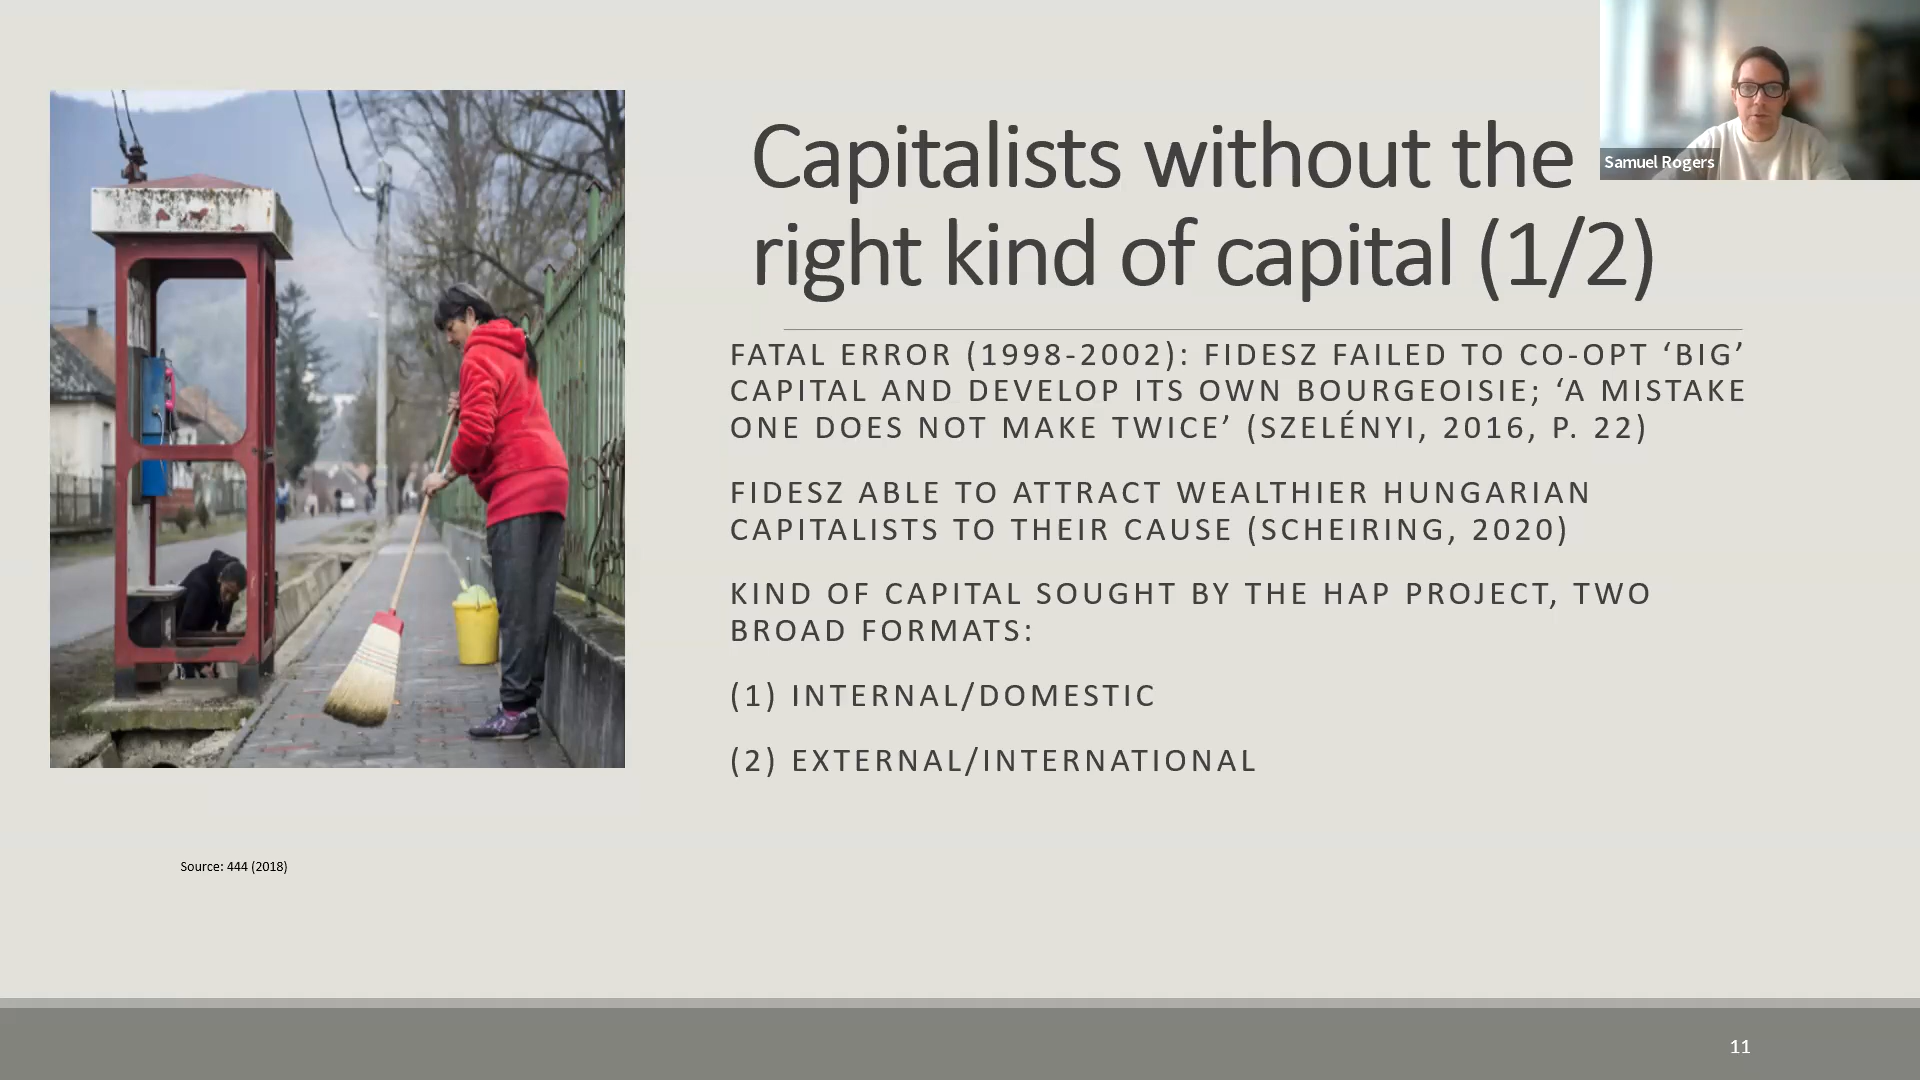 Samuel Rogers
Capitalists without the
right kind of capital (1/2)
FATAL ERROR (1998-2002): FIDESZ FAILED TO CO-OPT ‘BIG’
CAPITAL AND DEVELOP ITS OWN BOURGEOISIE; ‘A MISTAKE
ONE DOES NOT MAKE TWICE’ (SZELÉNYI, 2016, P. 22)
FIDESZ ABLE TO ATTRACT WEALTHIER HUNGARIAN
CAPITALISTS TO THEIR CAUSE (SCHEIRING, 2020)
KIND OF CAPITAL SOUGHT BY THE HAP PROJECT, TWO
BROAD FORMATS:
(1) INTERNAL/DOMESTIC
(2) EXTERNAL/INTERNATIONAL
Source: 444 (2018)
11